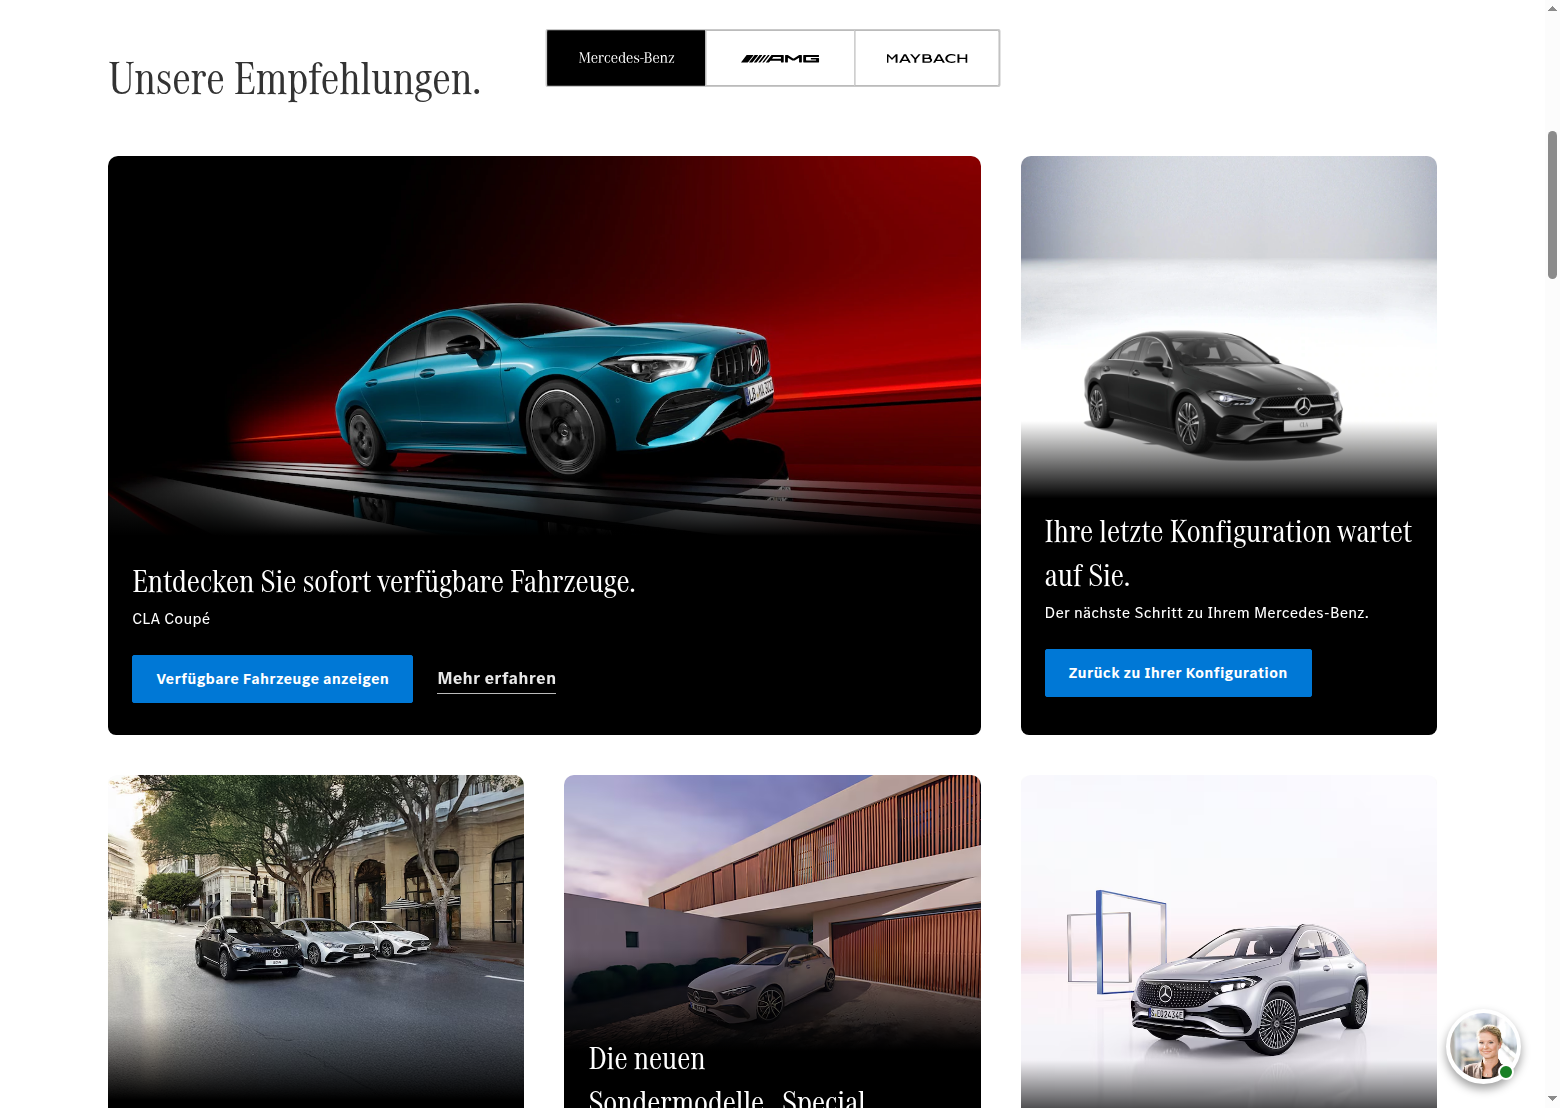 Unsere Empfehlungen.
Mercedes-Benz
AMG
MAYBACH
Entdecken Sie sofort verfügbare Fahrzeuge.
CLA Coupé
Verfügbare Fahrzeuge anzeigen
Mehr erfahren
Ihre letzte Konfiguration wartet
auf Sie.
Der nächste Schritt zu Ihrem Mercedes-Benz.
Zurück zu Ihrer Konfiguration
Die neuen
Sondermodelle. Special